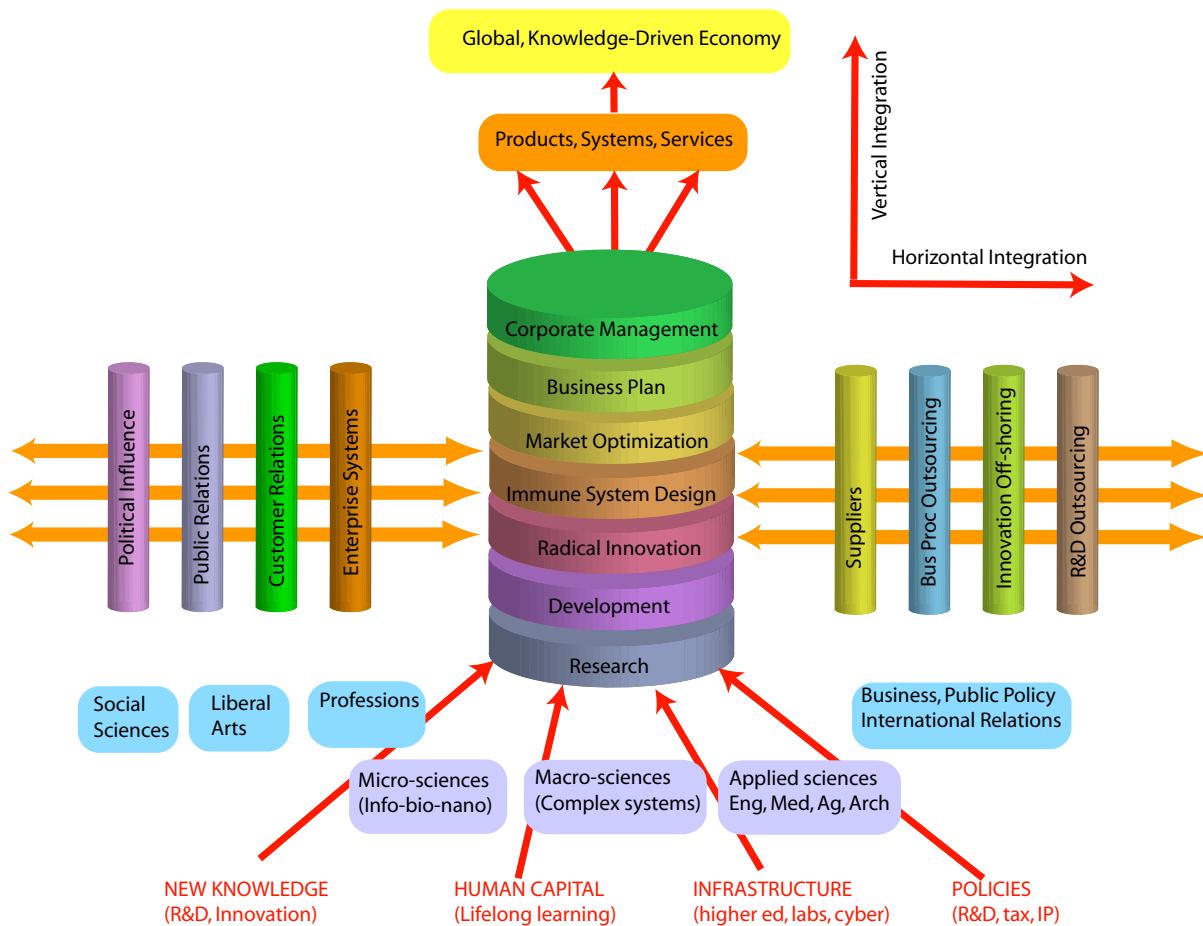 Global, Knowledge-Driven Economy
Products, Systems, Services
Vertical Integration
Horizontal Integration
Corporate Management
Business Plan
Market Optimization
Immune System Design
Radical Innovation
Development
Research
Political Influence
Public Relations
Customer Relations
Enterprise Systems
Suppliers
Bus Proc Outsourcing
Innovation Off-shoring
R&D Outsourcing
Social
Sciences
Liberal
Arts
Professions
Business, Public Policy
International Relations
Micro-sciences
(Info-bio-nano)
Macro-sciences
(Complex systems)
Applied sciences
Eng, Med, Ag, Arch
NEW KNOWLEDGE
(R&D, Innovation)
HUMAN CAPITAL
(Lifelong learning)
INFRASTRUCTURE
(higher ed, labs, cyber)
POLICIES
(R&D, tax, IP)